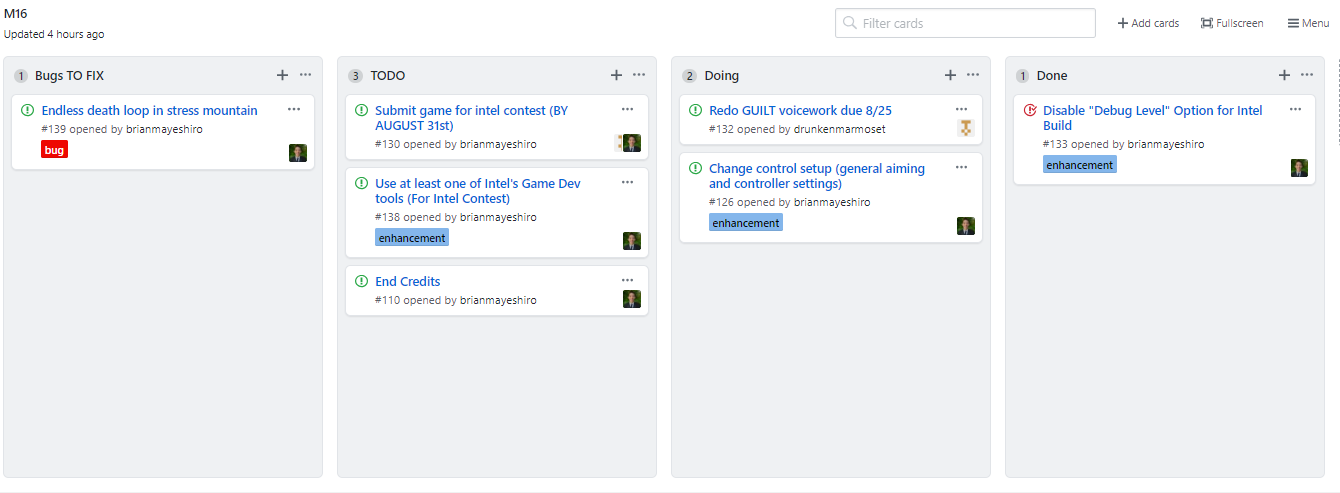 M16
Updated 4 hours ago
Filter cards
Add cards
Fullscreen
Menu
1 Bugs TO FIX
Endless death loop in stress mountain
#139 opened by brianmayeshiro
bug
3 TODO
Submit game for intel contest (BY
AUGUST 31st)
#130 opened by brianmayeshiro
Use at least one of Intel's Game Dev
tools (For Intel Contest)
#138 opened by brianmayeshiro
enhancement
End Credits
#110 opened by brianmayeshiro
2 Doing
Redo GUILT voicework due 8/25
#132 opened by drunkenmarmoset
Change control setup (general aiming
and controller settings)
#126 opened by brianmayeshiro
enhancement
1 Done
Disable "Debug Level" Option for Intel
Build
#133 opened by brianmayeshiro
enhancement